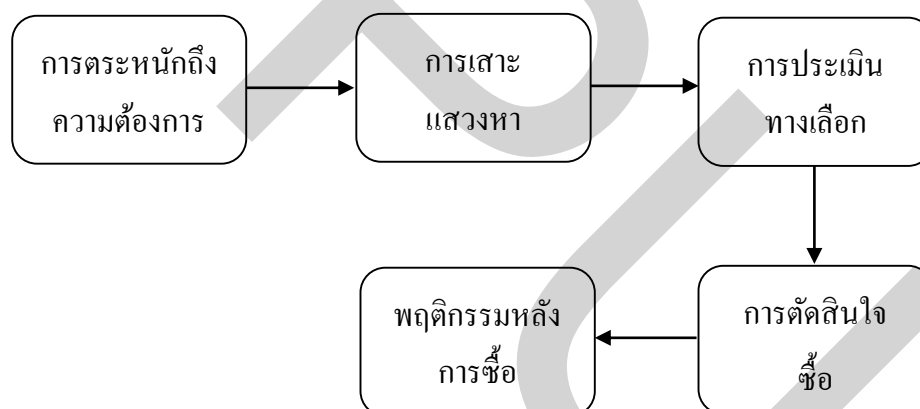 การตระหนักถึง
ความต้องการ
การเสาะ
แสวงหา
การประเมิน
ทางเลือก
การตัดสินใจ
ซื้อ
พฤติกรรมหลัง
การซื้อ